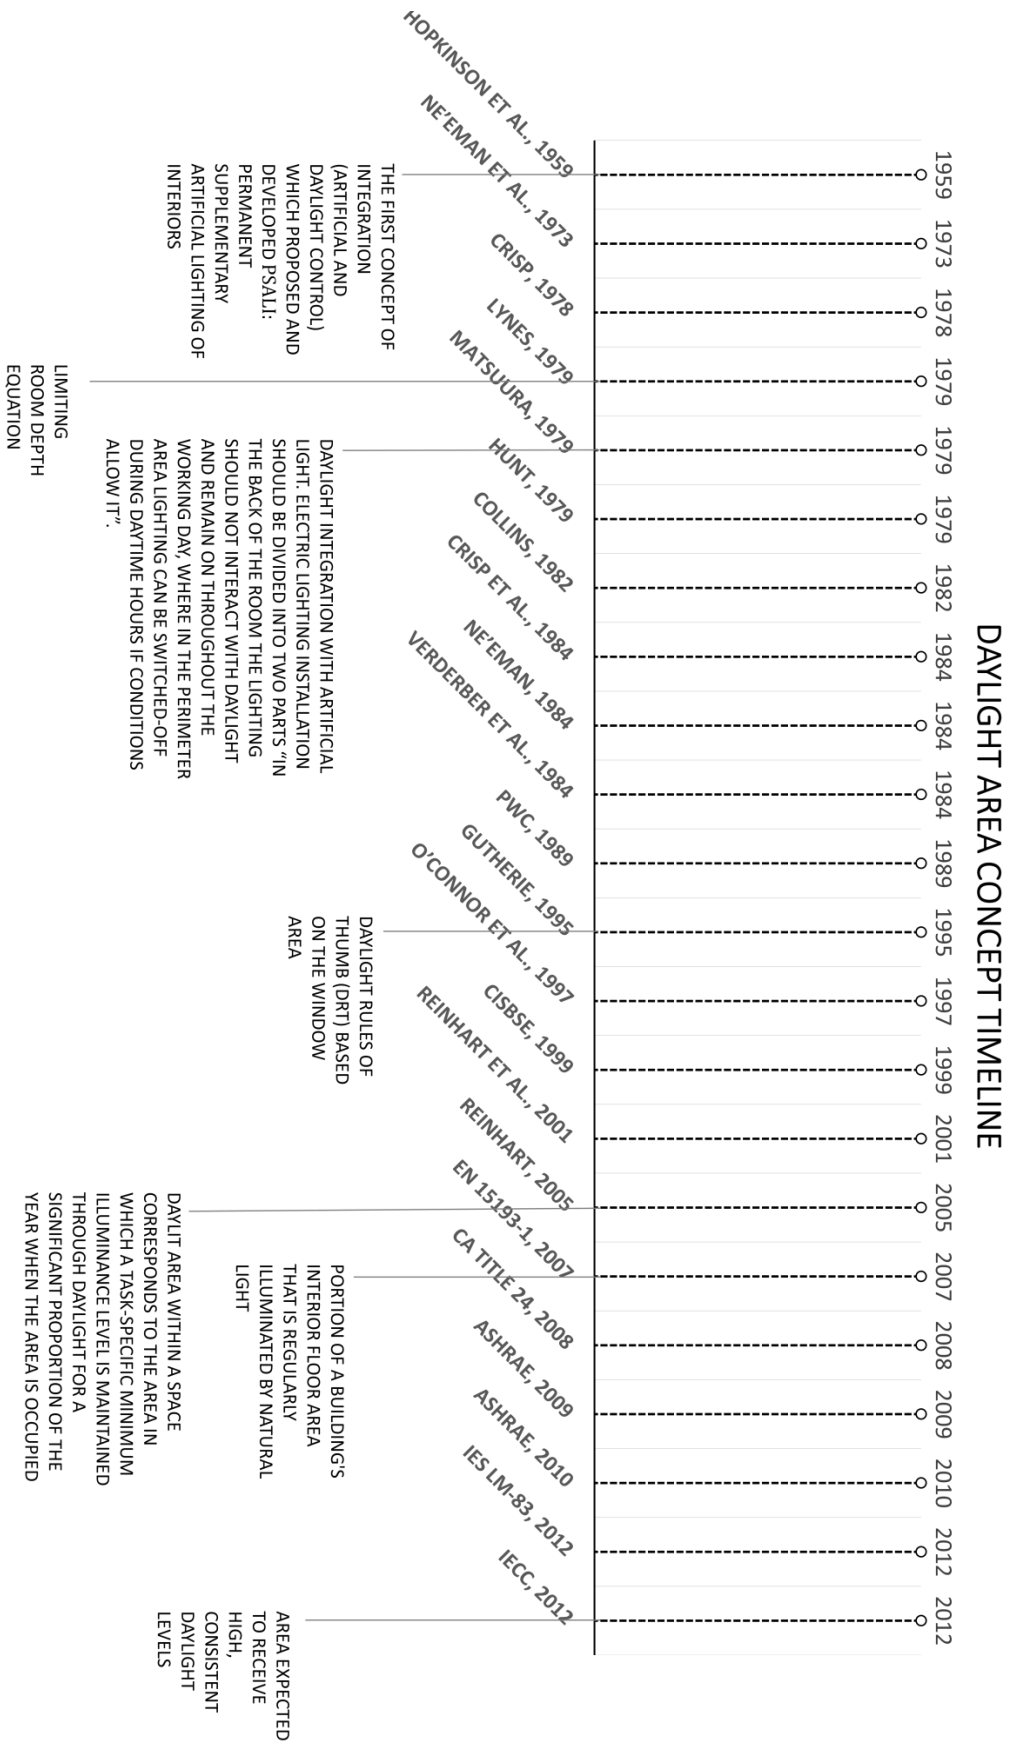 DAYLIGHT AREA CONCEPT TIMELINE
1959
1973
1978
1979
1979
1979
1982
1984
1984
1984
1989
1995
1997
1999
2001
2005
2007
2008
2009
2010
2012
2012
HOPKINSON ET AL., 1959
NE'EMAN ET AL., 1973
CRISP, 1978
LYNES, 1979
MATSUURA, 1979
HUNT, 1979
COLLINS, 1982
CRISP ET AL., 1984
NE'EMAN, 1984
VERDERBER ET AL., 1984
PWC, 1989
GUTHERIE, 1995
O'CONNOR ET AL., 1997
CISBSE, 1999
REINHART ET AL., 2001
REINHART, 2005
EN 15193-1, 2007
CA TITLE 24, 2008
ASHRAE, 2009
ASHRAE, 2010
IES LM-83, 2012
IECC, 2012
THE FIRST CONCEPT OF
INTEGRATION
(ARTIFICIAL AND
DAYLIGHT CONTROL)
WHICH PROPOSED AND
DEVELOPED PSALI:
PERMANENT
SUPPLEMENTARY
ARTIFICIAL LIGHTING OF
INTERIORS
LIMITING
ROOM DEPTH
EQUATION
DAYLIGHT INTEGRATION WITH ARTIFICIAL
LIGHT. ELECTRIC LIGHTING INSTALLATION
SHOULD BE DIVIDED INTO TWO PARTS “IN
THE BACK OF THE ROOM THE LIGHTING
SHOULD NOT INTERACT WITH DAYLIGHT
AND REMAIN ON THROUGHOUT THE
WORKING DAY, WHERE IN THE PERIMETER
AREA LIGHTING CAN BE SWITCHED-OFF
DURING DAYTIME HOURS IF CONDITIONS
ALLOW IT”.
DAYLIGHT RULES OF
THUMB (DRT) BASED
ON THE WINDOW
AREA
DAYLIT AREA WITHIN A SPACE
CORRESPONDS TO THE AREA IN
WHICH A TASK-SPECIFIC MINIMUM
ILLUMINANCE LEVEL IS MAINTAINED
THROUGH DAYLIGHT FOR A
SIGNIFICANT PROPORTION OF THE
YEAR WHEN THE AREA IS OCCUPIED
PORTION OF A BUILDING'S
INTERIOR FLOOR AREA
THAT IS REGULARLY
ILLUMINATED BY NATURAL
LIGHT
AREA EXPECTED
TO RECEIVE
HIGH,
CONSISTENT
DAYLIGHT
LEVELS